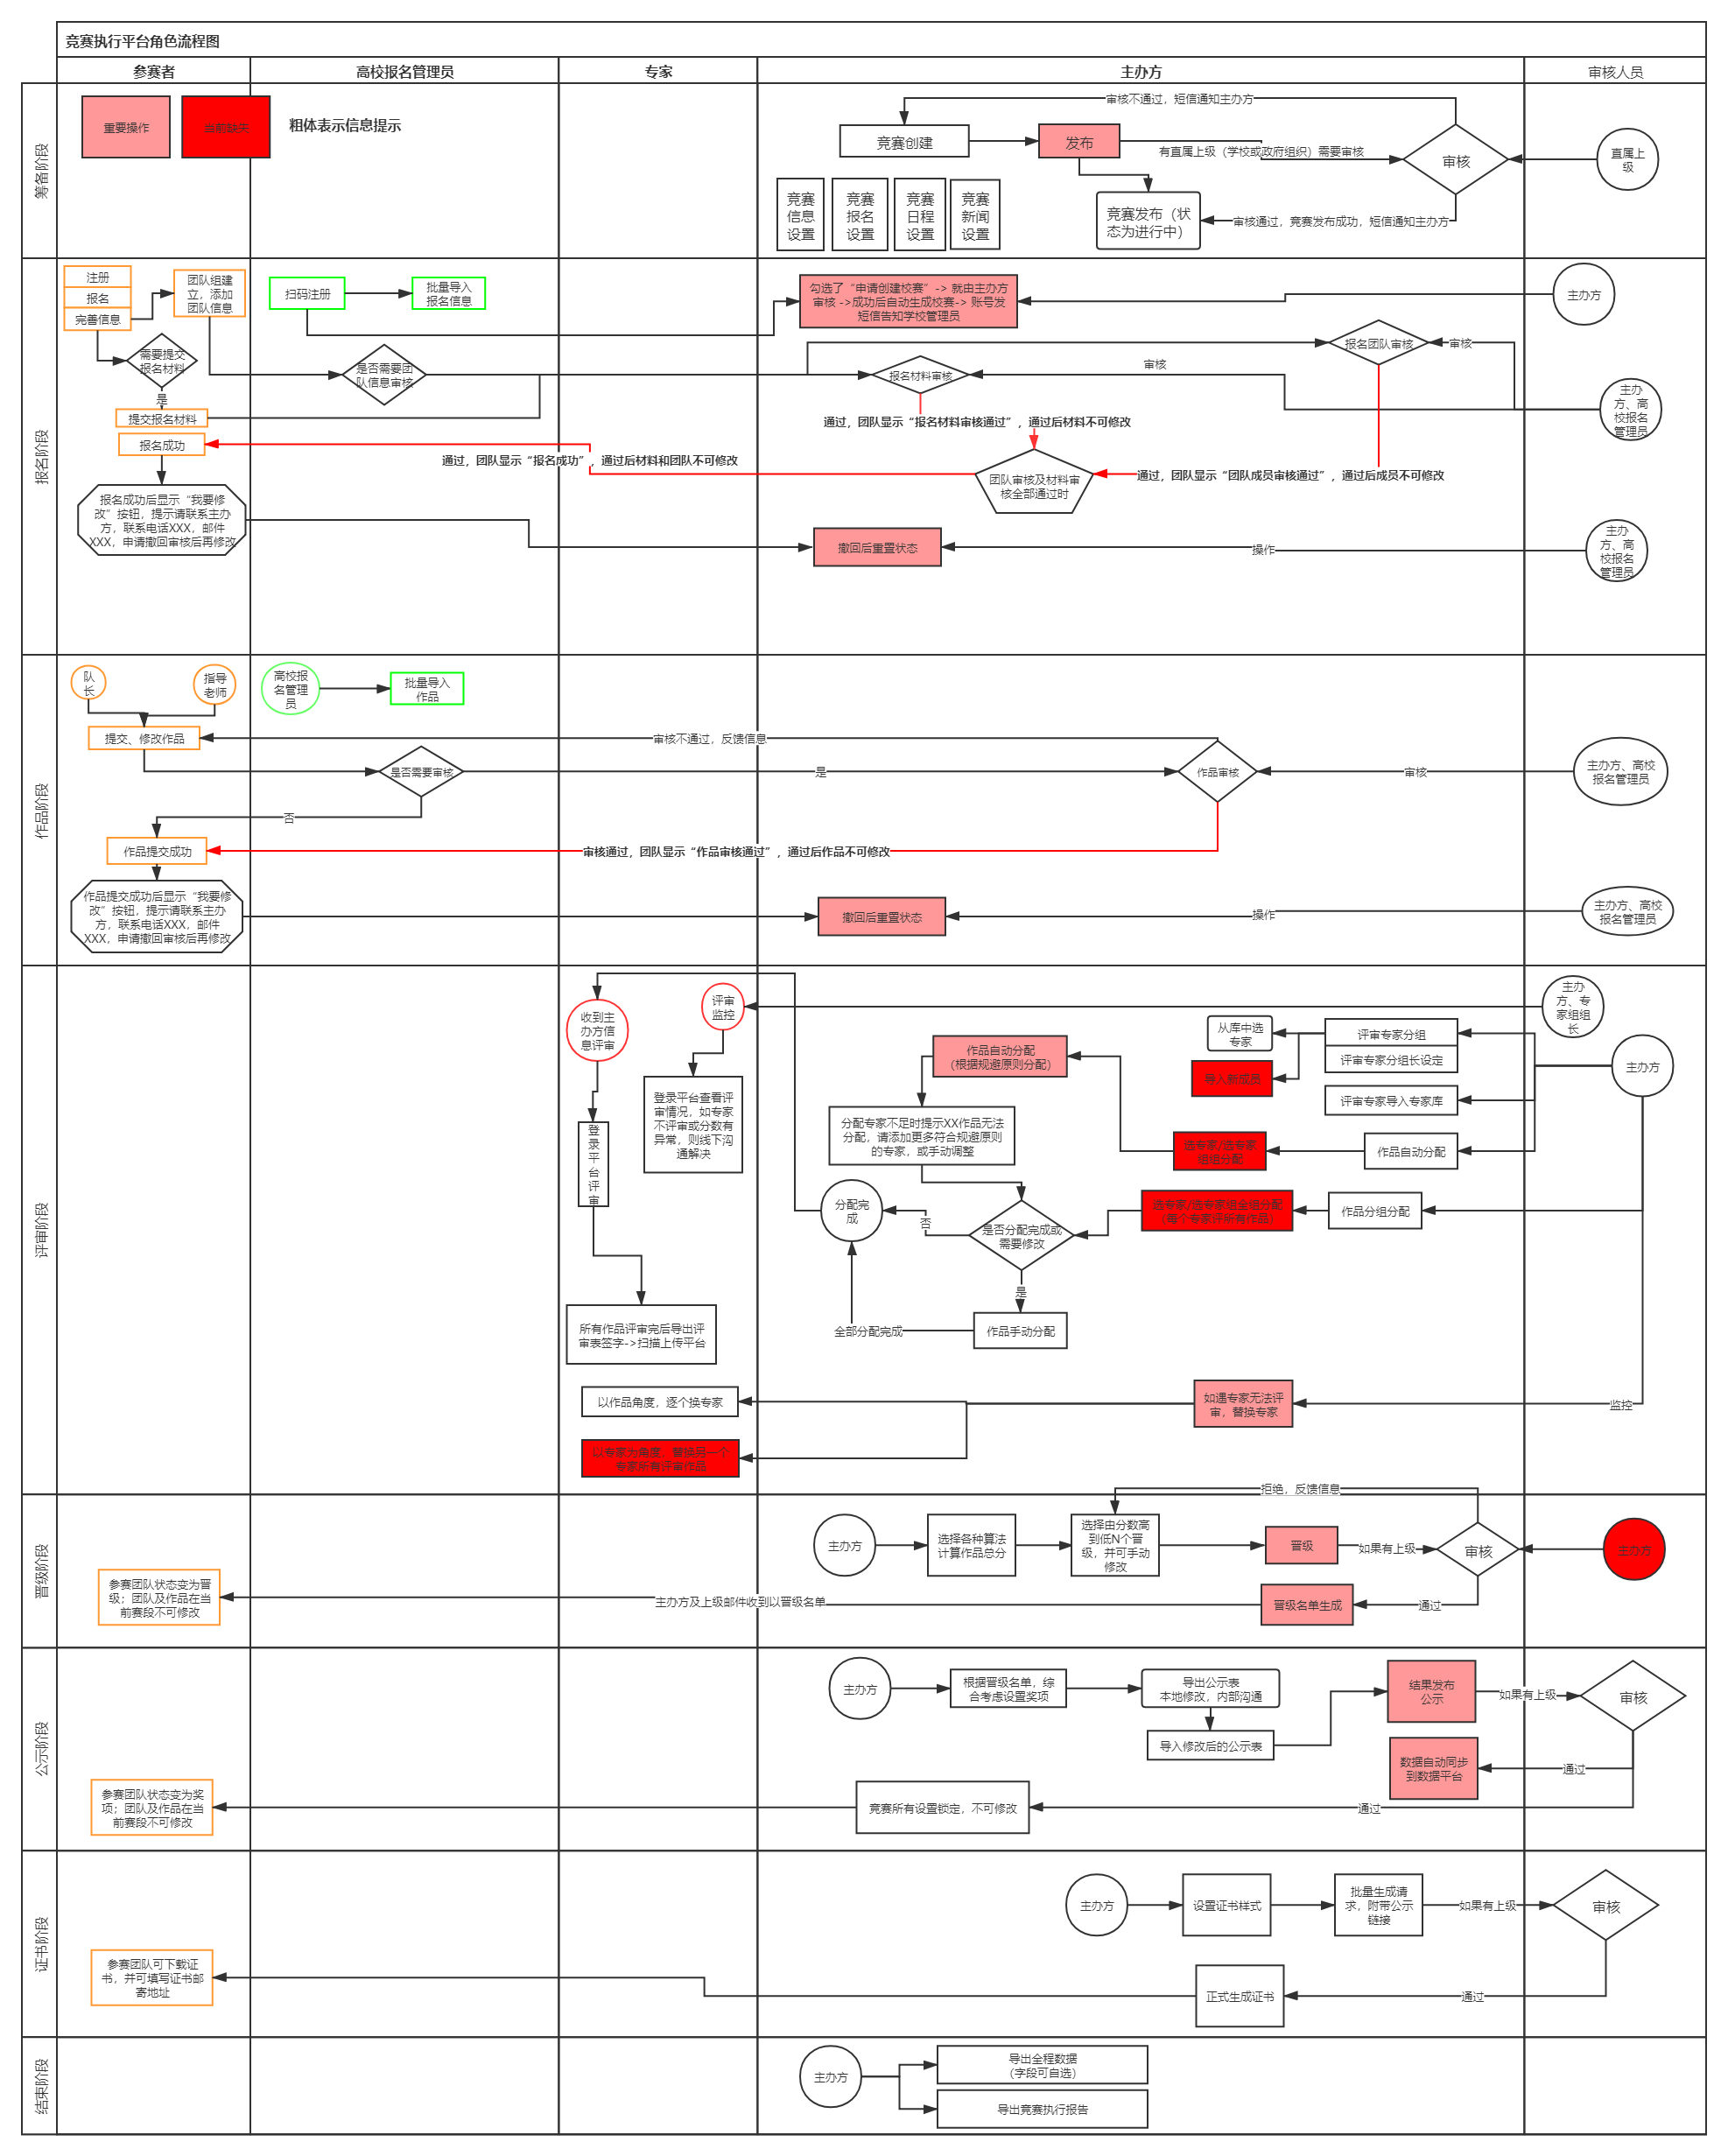 竞赛执行平台角色流程图
参赛者
高校报名管理员
专家
主办方
审核人员
筹备阶段
重要操作
当前缺失
粗体表示信息提示
审核不通过，短信通知主办方
竞赛创建
发布
有直属上级（学校或政府组织）需要审核
审核
直属上
级
竞赛
信息
设置
竞赛
报名
设置
竞赛
日程
设置
竞赛
新闻
设置
竞赛发布（状
态为进行中）
审核通过，竞赛发布成功，短信通知主办方
报名阶段
注册
报名
完善信息
团队组建
立，添加
团队信息
扫码注册
批量导入
报名信息
勾选了“申请创建校赛”-> 就由主办方
审核 ->成功后自动生成校赛-> 账号发
短信告知学校管理员
主办方
需要提交
报名材料
是
提交报名材料
是否需要团
队信息审核
报名材料审核
审核
报名团队审核
审核
主办
方、高
校报名
管理员
通过，团队显示“报名材料审核通过”，通过后材料不可修改
报名成功
通过，团队显示“报名成功”，通过后材料和团队不可修改
团队审核及材料审
核全部通过时
通过，团队显示“团队成员审核通过”，通过后成员不可修改
报名成功后显示“我要修
改”按钮，提示请联系主办
方，联系电话XXX，邮件
XXX，申请撤回审核后再修改
撤回后重置状态
操作
主办
方、高
校报名
管理员
作品阶段
队
长
指导
老师
高校报
名管理
员
批量导入
作品
提交、修改作品
审核不通过，反馈信息
是否需要审核
是
作品审核
审核
主办方、高校
报名管理员
否
作品提交成功
审核通过，团队显示“作品审核通过”，通过后作品不可修改
作品提交成功后显示“我要修
改”按钮，提示请联系主办
方，联系电话XXX，邮件
XXX，申请撤回审核后再修改
撤回后重置状态
操作
主办方、高校
报名管理员
评审阶段
收到主
办方信
息评审
评审
监控
主办
方、专
家组组
长
从库中选
专家
评审专家分组
评审专家分组长设定
导入新成员
评审专家导入专家库
主办方
作品自动分配
（根据规避原则分配）
登录平台查看评
审情况，如专家
不评审或分数有
异常，则线下沟
通解决
登
录
平
台
评
审
分配专家不足时提示XX作品无法
分配，请添加更多符合规避原则
的专家，或手动调整
选专家/选专家
组组分配
作品自动分配
分配完
成
否
是否分配完成或
需要修改
选专家/选专家组全组分配
（每个专家评所有作品）
作品分组分配
是
全部分配完成
作品手动分配
所有作品评审完后导出评
审表签字->扫描上传平台
以作品角度，逐个换专家
如遇专家无法评
审，替换专家
监控
以专家为角度，替换另一个
专家所有评审作品
晋级阶段
拒绝，反馈信息
主办方
选择各种算法
计算作品总分
选择由分数高
到低N个晋
级，并可手动
修改
晋级
如果有上级
审核
主办方
参赛团队状态变为晋
级；团队及作品在当
前赛段不可修改
主办方及上级邮件收到以晋级名单
晋级名单生成
通过
公示阶段
主办方
根据晋级名单，综
合考虑设置奖项
导出公示表
本地修改，内部沟通
结果发布
公示
如果有上级
审核
导入修改后的公示表
数据自动同步
到数据平台
通过
参赛团队状态变为奖
项；团队及作品在当
前赛段不可修改
竞赛所有设置锁定，不可修改
通过
证书阶段
主办方
设置证书样式
批量生成请
求，附带公示
链接
如果有上级
审核
参赛团队可下载证
书，并可填写证书邮
寄地址
正式生成证书
通过
结束阶段
主办方
导出全程数据
（字段可自选）
导出竞赛执行报告